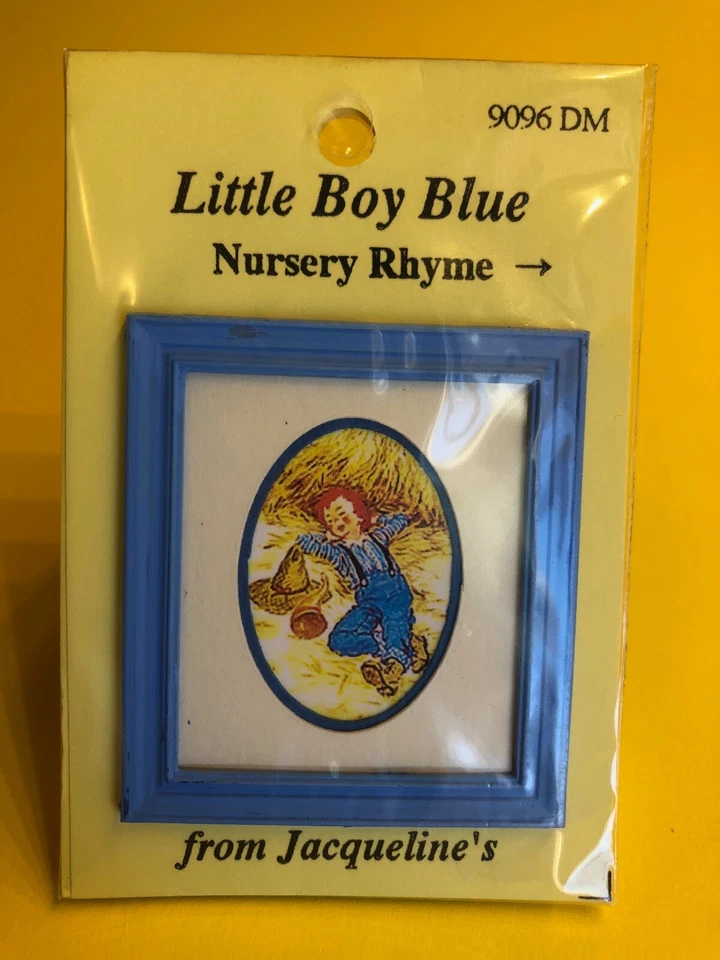 9096 DM
Little Boy Blue
Nursery Rhyme →
from Jacqueline's